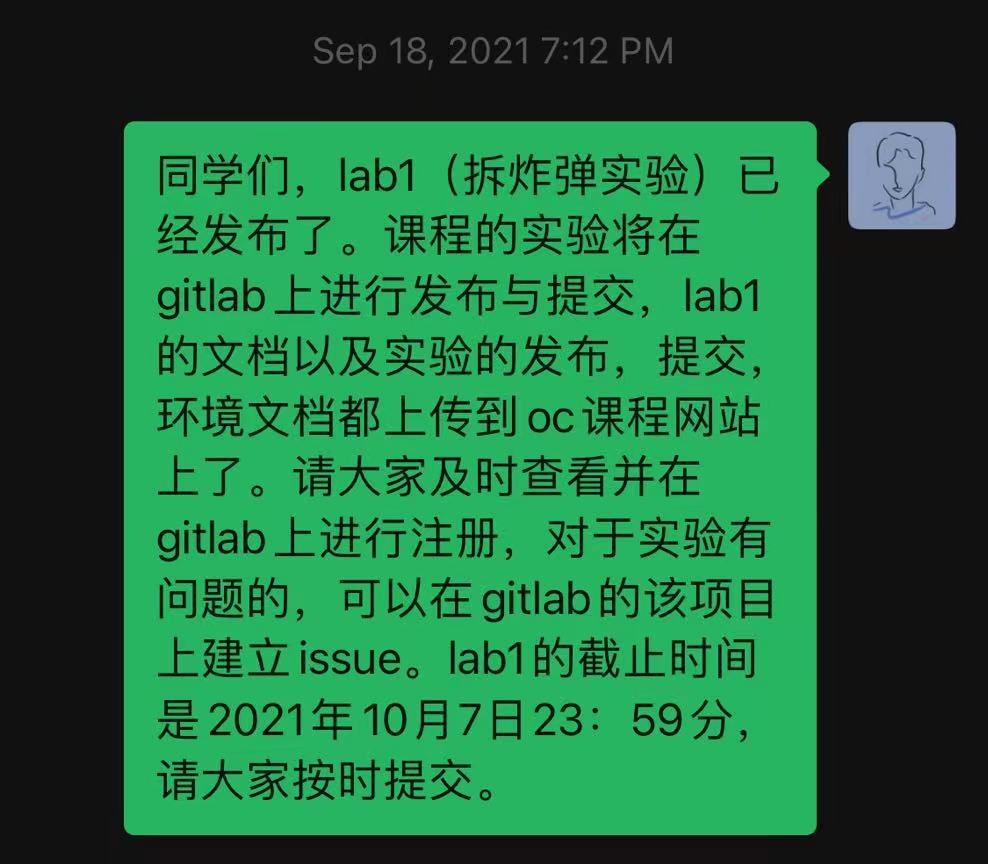 Sep 18, 2021 7:12 PM
同学们，lab1（拆炸弹实验）已
经发布了。课程的实验将在
gitlab上进行发布与提交，lab1
的文档以及实验的发布，提交，
环境文档都上传到oc课程网站
上了。请大家及时查看并在
gitlab上进行注册，对于实验有
问题的，可以在gitlab的该项目
上建立issue。lab1的截止时间
是2021年10月7日23：59分，
请大家按时提交。